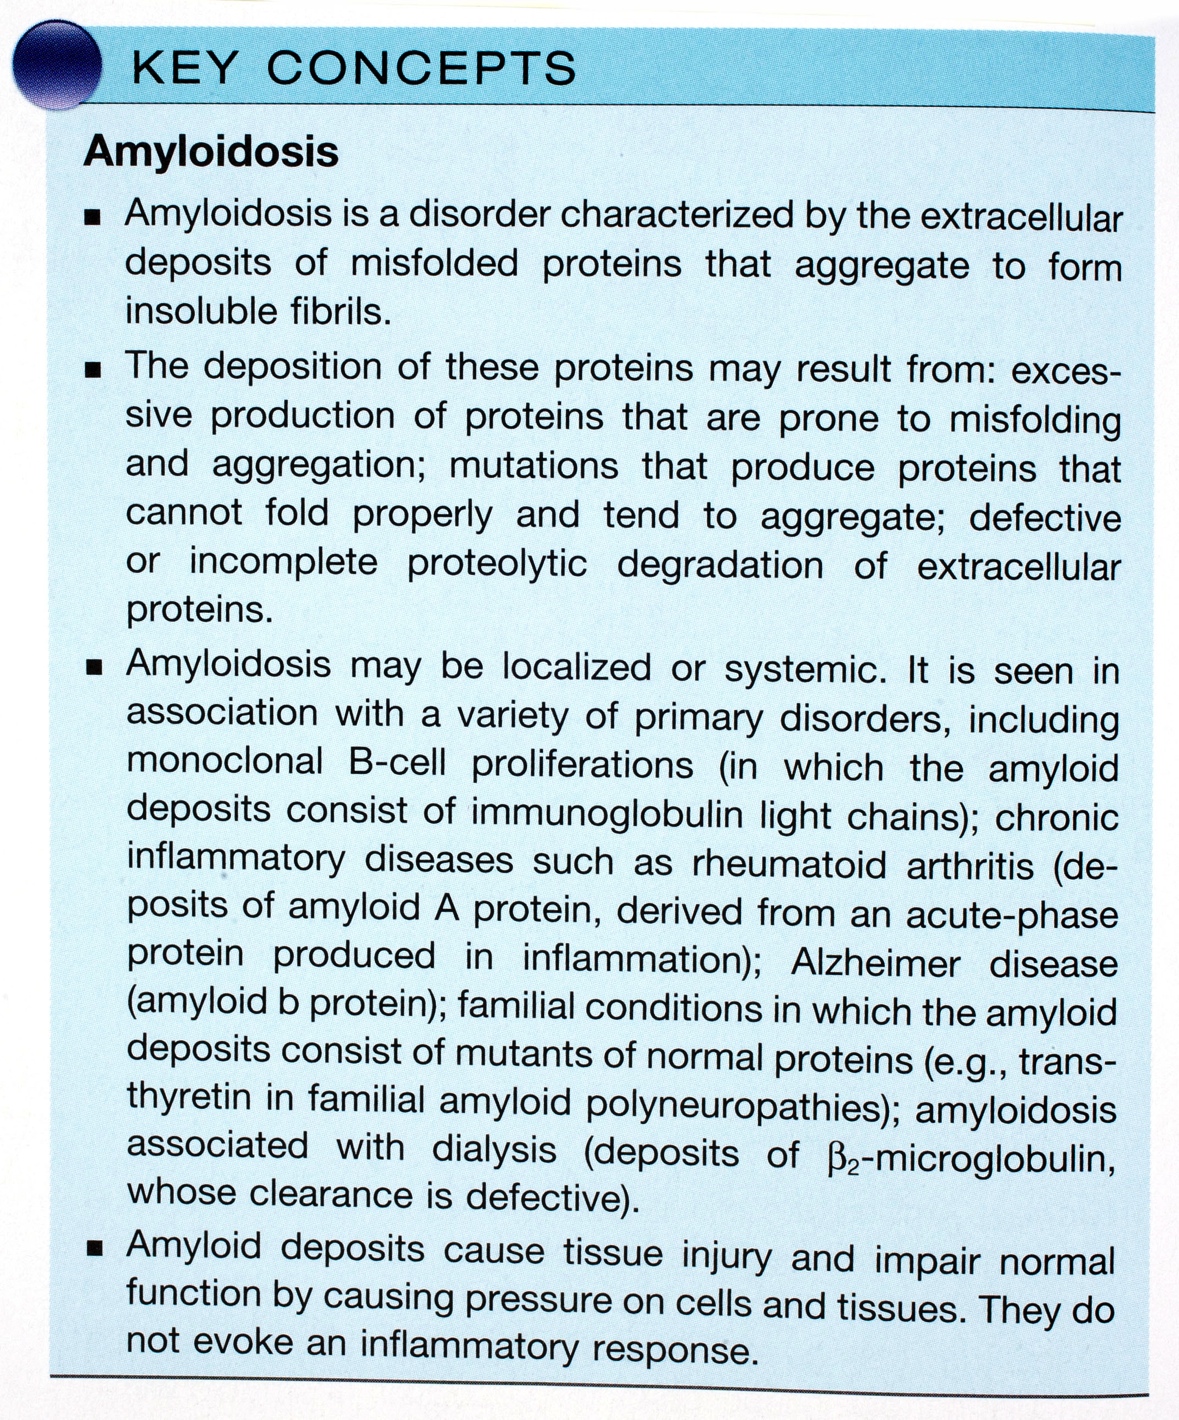 KEY CONCEPTS
Amyloidosis
▪ Amyloidosis is a disorder characterized by the extracellular
deposits of misfolded proteins that aggregate to form
insoluble fibrils.
▪ The deposition of these proteins may result from: exces-
sive production of proteins that are prone to misfolding
and aggregation; mutations that produce proteins that
cannot fold properly and tend to aggregate; defective
or incomplete proteolytic degradation of extracellular
proteins.
▪ Amyloidosis may be localized or systemic. It is seen in
association with a variety of primary disorders, including
monoclonal B-cell proliferations (in which the amyloid
deposits consist of immunoglobulin light chains); chronic
inflammatory diseases such as rheumatoid arthritis (de-
posits of amyloid A protein, derived from an acute-phase
protein produced in inflammation); Alzheimer disease
(amyloid b protein); familial conditions in which the amyloid
deposits consist of mutants of normal proteins (e.g., trans-
thyretin in familial amyloid polyneuropathies); amyloidosis
associated with dialysis (deposits of β₂-microglobulin,
whose clearance is defective).
▪ Amyloid deposits cause tissue injury and impair normal
function by causing pressure on cells and tissues. They do
not evoke an inflammatory response.